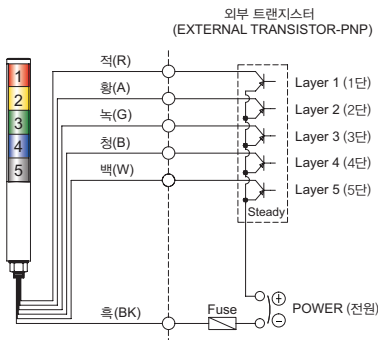 외부 트랜지스터
(EXTERNAL TRANSISTOR-PNP)
적(R)
황(A)
녹(G)
청(B)
백(W)
흑(BK)
1
2
3
4
5
Layer 1 (1단)
Layer 2 (2단)
Layer 3 (3단)
Layer 4 (4단)
Layer 5 (5단)
Steady
Fuse
+
−
POWER (전원)